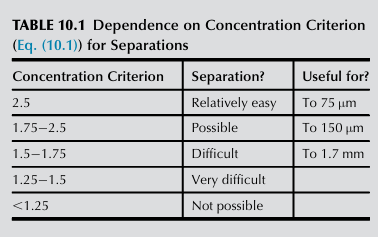 TABLE 10.1 Dependence on Concentration Criterion
(Eq. (10.1)) for Separations
Concentration Criterion Separation? Useful for?
2.5 Relatively easy To 75 μm
1.75–2.5 Possible To 150 μm
1.5–1.75 Difficult To 1.7 mm
1.25–1.5 Very difficult
<1.25 Not possible